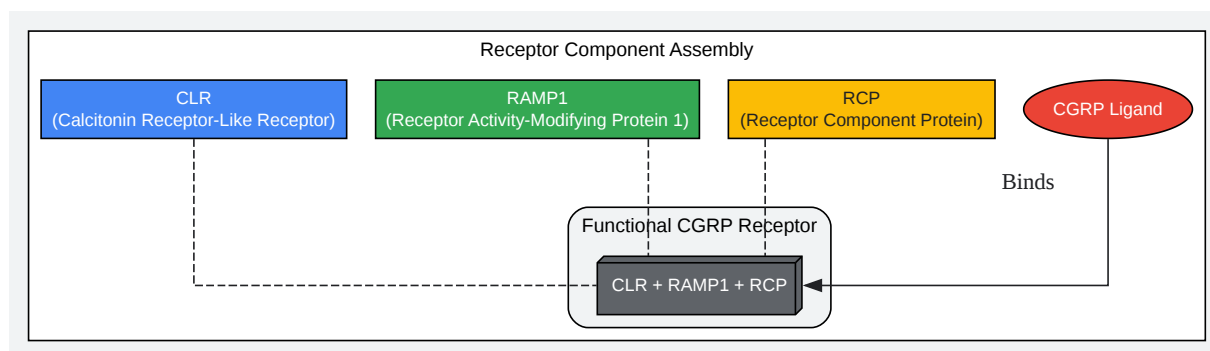 Receptor Component Assembly
CLR
(Calcitonin Receptor-Like Receptor)
RAMP1
(Receptor Activity-Modifying Protein 1)
RCP
(Receptor Component Protein)
CGRP Ligand
Binds
Functional CGRP Receptor
CLR + RAMP1 + RCP